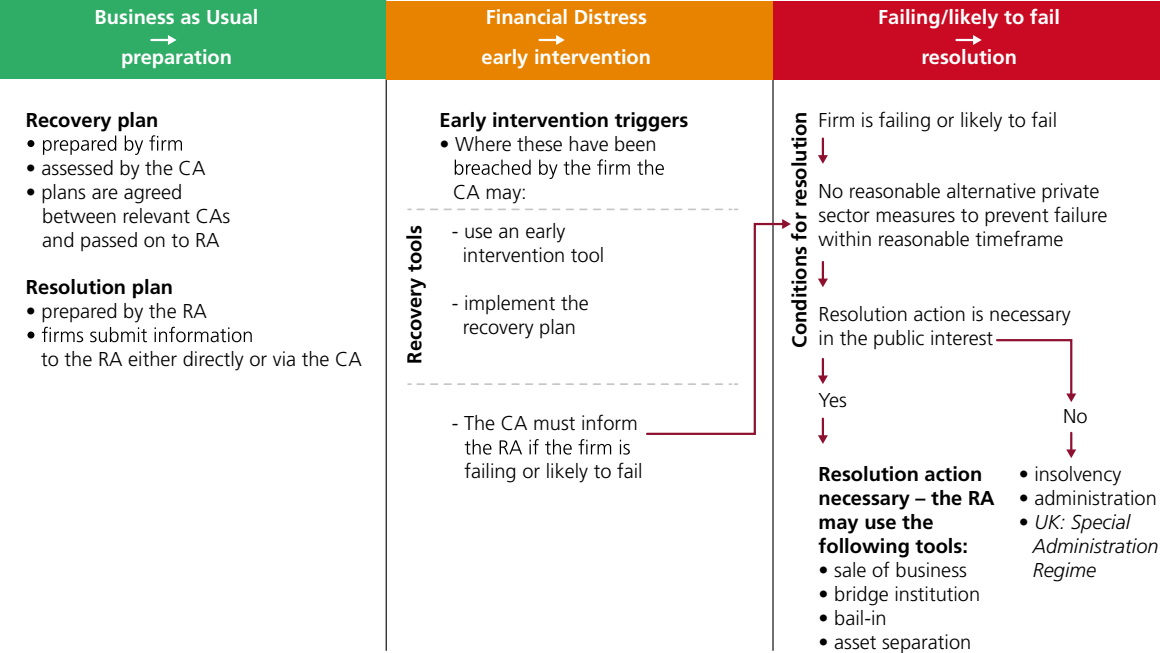 Business as Usual
→
preparation
Financial Distress
→
early intervention
Failing/likely to fail
→
resolution
Recovery plan
• prepared by firm
• assessed by the CA
• plans are agreed
between relevant CAs
and passed on to RA
Resolution plan
• prepared by the RA
• firms submit information
to the RA either directly or via the CA
Early intervention triggers
• Where these have been
breached by the firm the
CA may:
Recovery tools
- use an early
intervention tool
- implement the
recovery plan
- The CA must inform
the RA if the firm is
failing or likely to fail
Conditions for resolution
Firm is failing or likely to fail
No reasonable alternative private
sector measures to prevent failure
within reasonable timeframe
Resolution action is necessary
in the public interest
Yes
Resolution action
necessary – the RA
may use the
following tools:
• sale of business
• bridge institution
• bail-in
• asset separation
No
• insolvency
• administration
• UK: Special
Administration
Regime